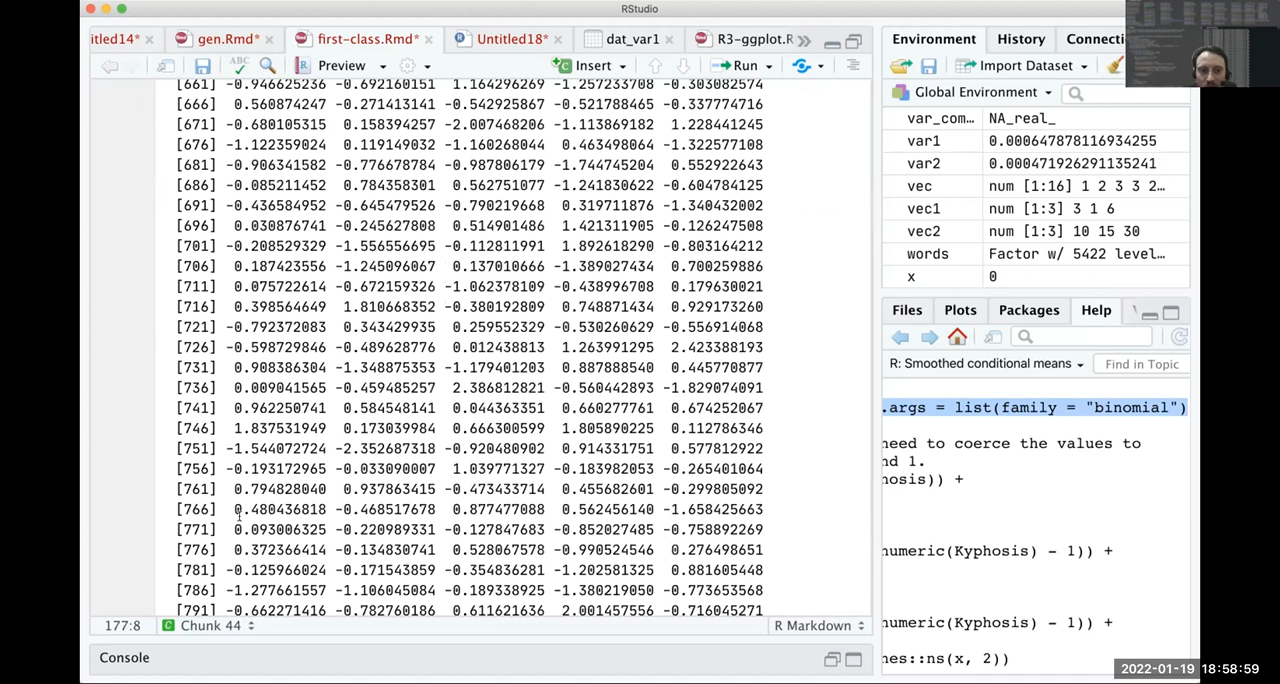 RStudio
itled14*
gen.Rmd*
first-class.Rmd*
Untitled18*
dat_var1
R3-ggplot.R
Environment
History
Connecti
ABC
Preview
Insert
Run
Import Dataset
Global Environment
[661] -0.946625236 -0.692160151 1.164296269 -1.257233708 -0.303082574
[666] 0.560874247 -0.271413141 -0.542925867 -0.521788465 -0.337774716
[671] -0.680105315 0.158394257 -2.007468206 -1.113869182 1.228441245
[676] -1.122359024 0.119149032 -1.160268044 0.463498064 -1.322577108
[681] -0.906341582 -0.776678784 -0.987806179 -1.744745204 0.552922643
[686] -0.085211452 0.784358301 0.562751077 -1.241830622 -0.604784125
[691] -0.436584952 -0.645479526 -0.790219668 0.319711876 -1.340432002
[696] 0.030876741 -0.245627808 0.514901486 1.421311905 -0.126247508
[701] -0.208529329 -1.556556695 -0.112811991 1.892618290 -0.803164212
[706] 0.187423556 -1.245096067 0.137010666 -1.389027434 0.700259886
[711] 0.075722614 -0.672159326 -1.062378109 -0.438996708 0.179630021
[716] 0.398564649 1.810668352 -0.380192809 0.748871434 0.929173260
[721] -0.792372083 0.343429935 0.259552329 -0.530260629 -0.556914068
[726] -0.599397846 -0.489628776 0.052438813 1.263991295 2.423388193
[731] 0.908386304 -1.348875553 -1.179401203 0.887888540 0.445770877
[736] 0.009041565 -0.459485257 2.386812821 -0.560442893 -1.829074091
[741] 0.962250741 0.584548141 0.044363351 0.660277761 0.674252067
[746] 1.837531949 0.173039984 0.666300599 1.805890225 0.112786346
[751] -1.544072724 -2.352687318 -0.920480902 0.914331751 0.577812922
[756] -0.193172965 -0.033090007 1.039771327 -0.183982053 -0.265401064
[761] 0.794828040 0.937863415 -0.473433714 0.455682601 -0.299805092
[766] 0.480436818 -0.468517678 0.877477088 0.562456140 -1.658425663
[771] 0.093006325 -0.220989331 -0.127847683 -0.852027485 -0.758892269
[776] 0.372366414 -0.134830741 0.528067578 -0.990524546 0.276498651
[781] -0.125966024 -0.171543859 -0.354836281 -1.202581325 0.881605448
[786] -1.277661557 -1.106045084 -0.189338925 -1.380219050 -0.773653568
[791] -0.662271416 -0.782760186 0.611621636 2.001457556 -0.716045271
177:8
Chunk 44
R Markdown
Console
var_com… NA_real_
var1 0.000647878116934255
var2 0.000471926291135241
vec num [1:16] 1 2 3 3 2…
vec1 num [1:3] 3 1 6
vec2 num [1:3] 10 15 30
words Factor w/ 5422 level…
x 0
Files
Plots
Packages
Help
R: Smoothed conditional means
Find in Topic
.args = list(family = "binomial")
need to coerce the values to
nd 1.
nosis)) +
numeric(Kyphosis) - 1)) +
numeric(Kyphosis) - 1)) +
nes::ns(x, 2))
2022-01-19 18:58:59